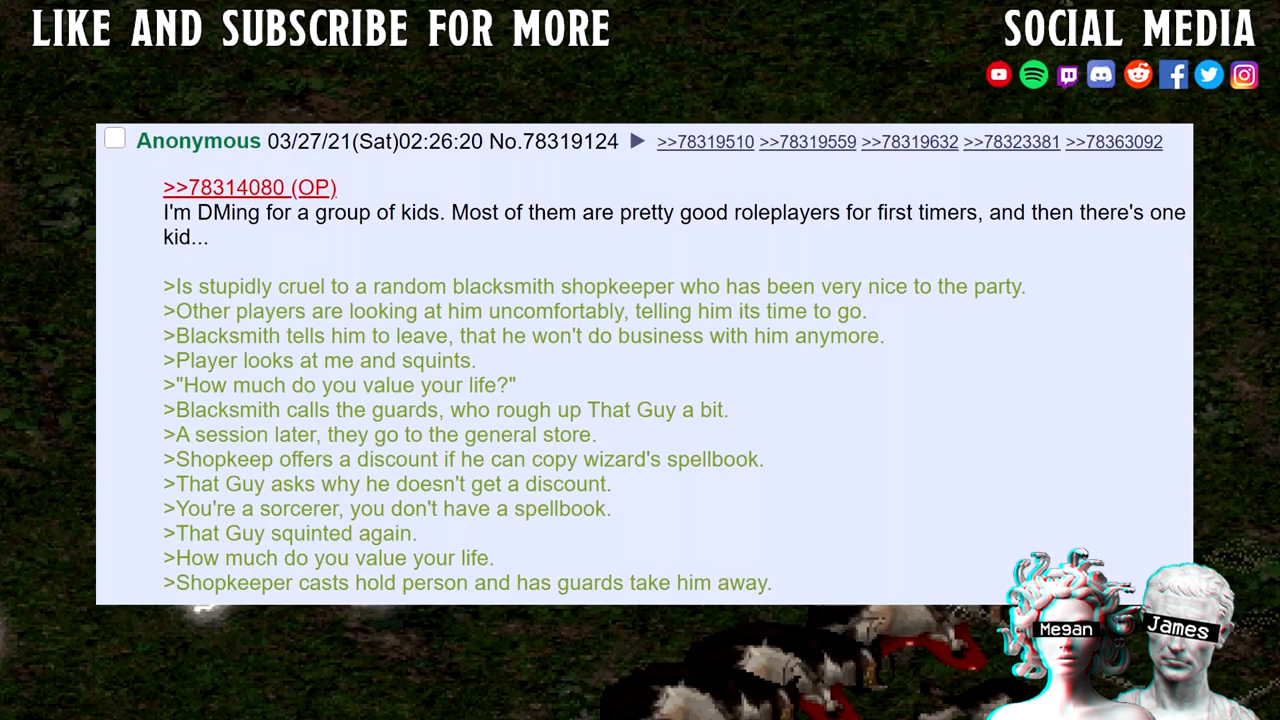 LIKE AND SUBSCRIBE FOR MORE
SOCIAL MEDIA
Anonymous 03/27/21(Sat)02:26:20 No.78319124 ▶ >>78319510 >>78319559 >>78319632 >>78323381 >>78363092
>>78314080 (OP)
I'm DMing for a group of kids. Most of them are pretty good roleplayers for first timers, and then there's one
kid...
>Is stupidly cruel to a random blacksmith shopkeeper who has been very nice to the party.
>Other players are looking at him uncomfortably, telling him its time to go.
>Blacksmith tells him to leave, that he won't do business with him anymore.
>Player looks at me and squints.
>"How much do you value your life?"
>Blacksmith calls the guards, who rough up That Guy a bit.
>A session later, they go to the general store.
>Shopkeep offers a discount if he can copy wizard's spellbook.
>That Guy asks why he doesn't get a discount.
>You're a sorcerer, you don't have a spellbook.
>That Guy squinted again.
>How much do you value your life.
>Shopkeeper casts hold person and has guards take him away.
Megan
James